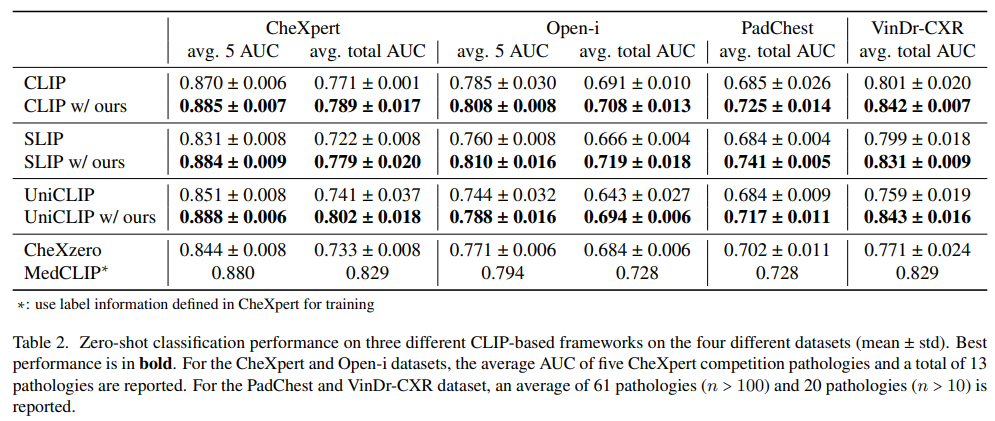 CheXpert Open-i PadChest VinDr-CXR
avg. 5 AUC avg. total AUC avg. 5 AUC avg. total AUC avg. total AUC avg. total AUC
CLIP 0.870 ± 0.006 0.771 ± 0.001 0.785 ± 0.030 0.691 ± 0.010 0.685 ± 0.026 0.801 ± 0.020
CLIP w/ ours 0.885 ± 0.007 0.789 ± 0.017 0.808 ± 0.008 0.708 ± 0.013 0.725 ± 0.014 0.842 ± 0.007
SLIP 0.831 ± 0.008 0.722 ± 0.008 0.760 ± 0.008 0.666 ± 0.004 0.684 ± 0.004 0.799 ± 0.018
SLIP w/ ours 0.884 ± 0.009 0.779 ± 0.020 0.810 ± 0.016 0.719 ± 0.018 0.741 ± 0.005 0.831 ± 0.009
UniCLIP 0.851 ± 0.008 0.741 ± 0.037 0.744 ± 0.032 0.643 ± 0.027 0.684 ± 0.009 0.759 ± 0.019
UniCLIP w/ ours 0.888 ± 0.006 0.802 ± 0.018 0.788 ± 0.016 0.694 ± 0.006 0.717 ± 0.011 0.843 ± 0.016
CheXzero 0.844 ± 0.008 0.733 ± 0.008 0.771 ± 0.006 0.684 ± 0.006 0.702 ± 0.011 0.771 ± 0.024
MedCLIP* 0.880 0.829 0.794 0.728 0.728 0.829
*: use label information defined in CheXpert for training
Table 2. Zero-shot classification performance on three different CLIP-based frameworks on the four different datasets (mean ± std). Best
performance is in bold. For the CheXpert and Open-i datasets, the average AUC of five CheXpert competition pathologies and a total of 13
pathologies are reported. For the PadChest and VinDr-CXR dataset, an average of 61 pathologies (n > 100) and 20 pathologies (n > 10) is
reported.